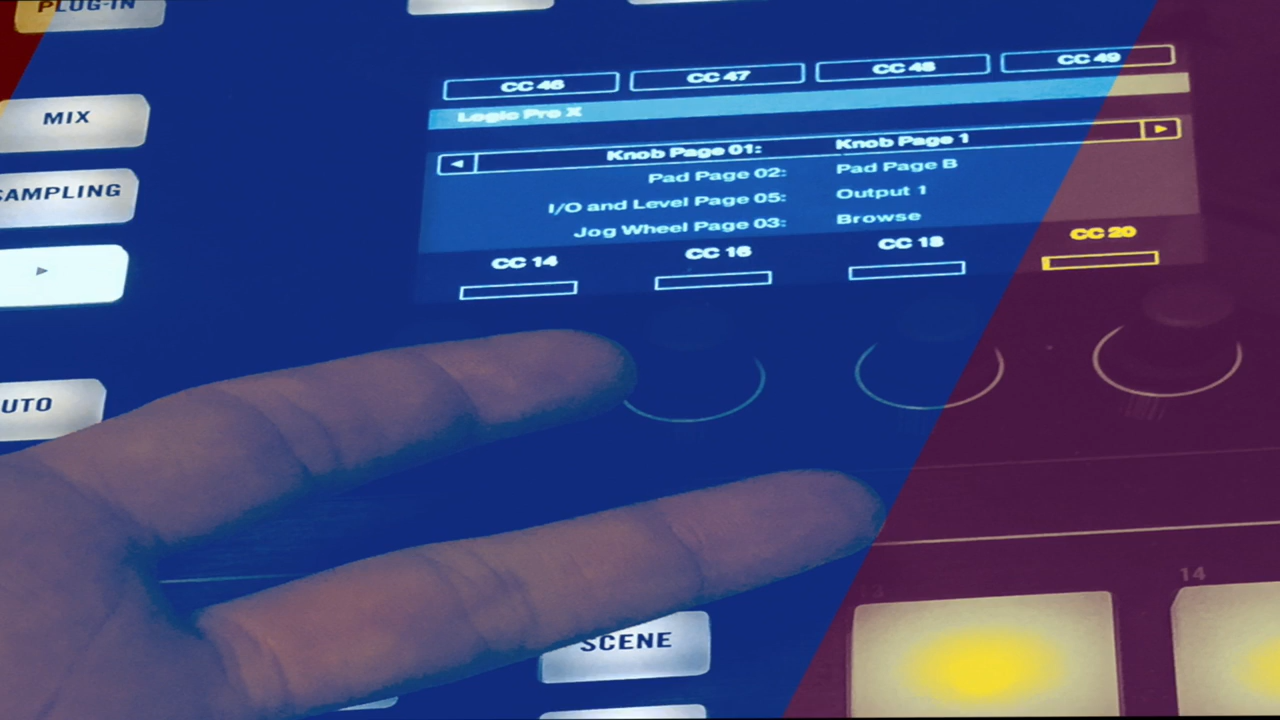 PLUG-IN
CC 46 CC 47 CC 48 CC 49
Logic Pro X
MIX
Knob Page 01: Knob Page 1
Pad Page 02: Pad Page B
SAMPLING
I/O and Level Page 05: Output 1
Jog Wheel Page 03: Browse
CC 14 CC 16 CC 18 CC 20
AUTO
14
SCENE